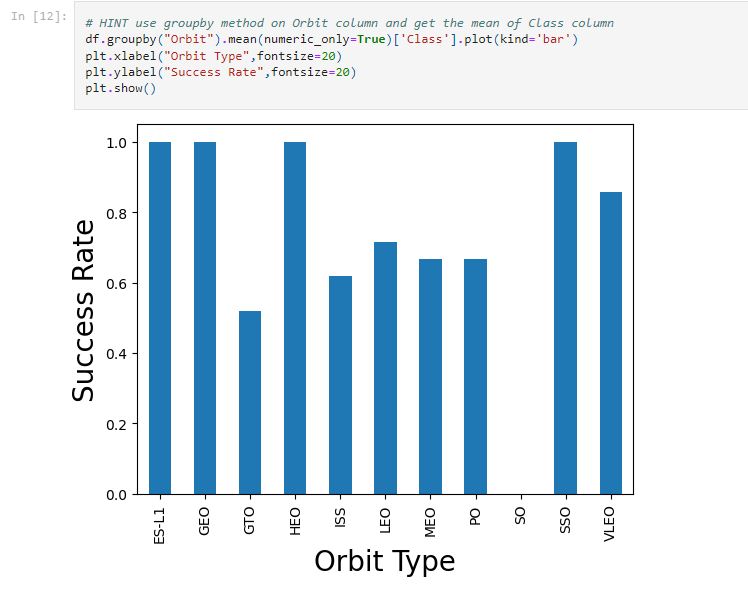 In [12]:
# HINT use groupby method on Orbit column and get the mean of Class column
df.groupby("Orbit").mean(numeric_only=True)['Class'].plot(kind='bar')
plt.xlabel("Orbit Type",fontsize=20)
plt.ylabel("Success Rate",fontsize=20)
plt.show()
Success Rate
1.0
0.8
0.6
0.4
0.2
0.0
ES-L1
GEO
GTO
HEO
ISS
LEO
MEO
PO
SO
SSO
VLEO
Orbit Type